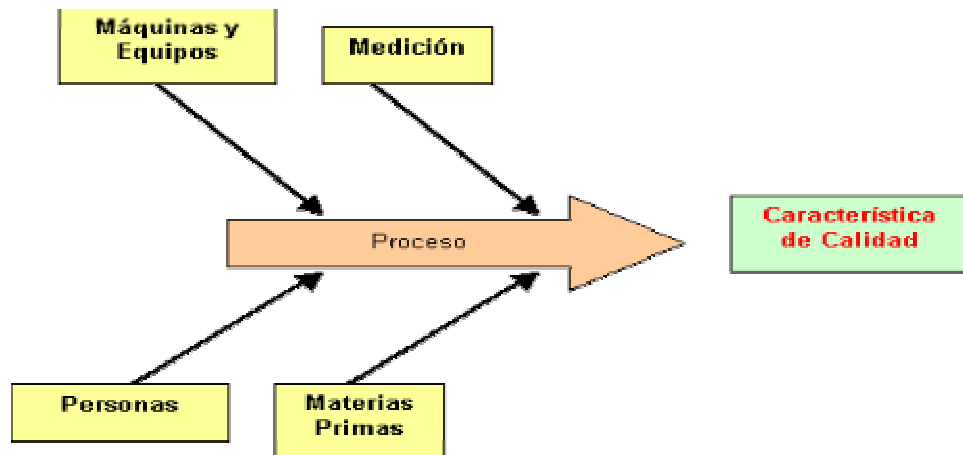 Máquinas y
Equipos
Medición
Proceso
Característica
de Calidad
Personas
Materias
Primas